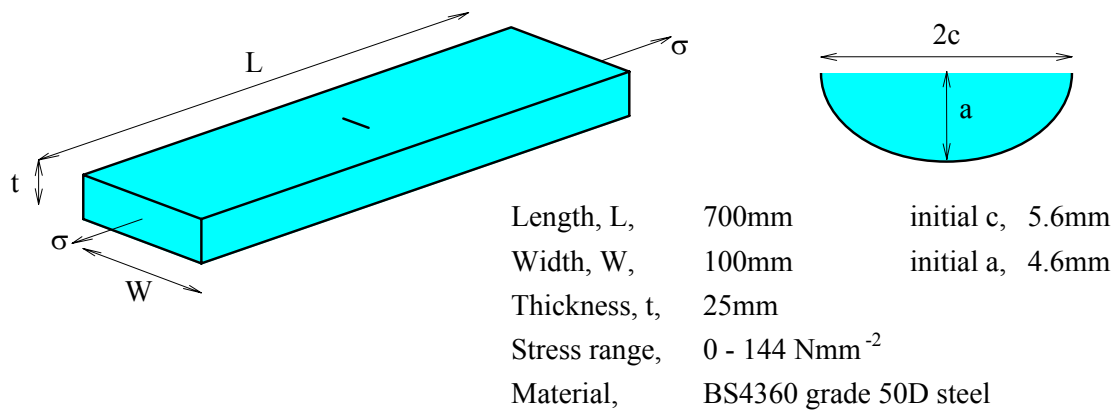 L
σ
t
σ
W
2c
a
Length, L, 700mm initial c, 5.6mm
Width, W, 100mm initial a, 4.6mm
Thickness, t, 25mm
Stress range, 0 - 144 Nmm-2
Material, BS4360 grade 50D steel